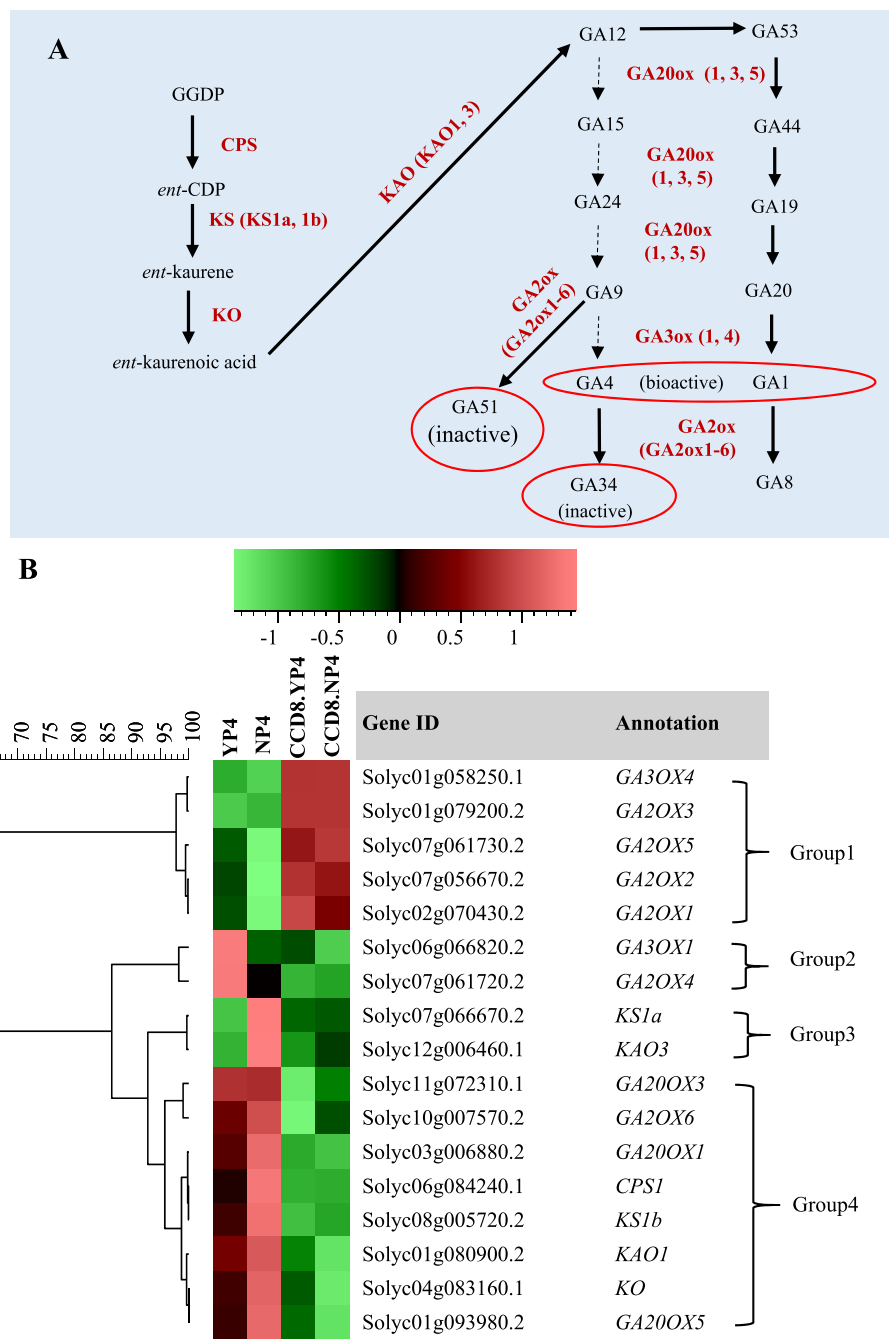 A
GGDP
CPS
ent-CDP
KS (KS1a, 1b)
ent-kaurene
KO
ent-kaurenoic acid
KAO (KAO1, 3)
GA12
GA53
GA20ox (1, 3, 5)
GA15
GA44
GA20ox
(1, 3, 5)
GA24
GA19
GA20ox
(1, 3, 5)
GA9
GA20
GA2ox
(GA2ox1-6)
GA3ox (1, 4)
GA4 (bioactive) GA1
GA51
(inactive)
GA2ox
(GA2ox1-6)
GA34
(inactive)
GA8
B
-1 -0.5 0 0.5 1
70 75 80 85 90 95 100
YP4 NP4 CCD8.YP4 CCD8.NP4
Gene ID Annotation
Solyc01g058250.1 GA3OX4
Solyc01g079200.2 GA2OX3
Solyc07g061730.2 GA2OX5
Solyc07g056670.2 GA2OX2
Solyc02g070430.2 GA2OX1
Group1
Solyc06g066820.2 GA3OX1
Solyc07g061720.2 GA2OX4
Group2
Solyc07g066670.2 KS1a
Solyc12g006460.1 KAO3
Group3
Solyc11g072310.1 GA20OX3
Solyc10g007570.2 GA2OX6
Solyc03g006880.2 GA20OX1
Solyc06g084240.1 CPS1
Solyc08g005720.2 KS1b
Solyc01g080900.2 KAO1
Solyc04g083160.1 KO
Solyc01g093980.2 GA20OX5
Group4